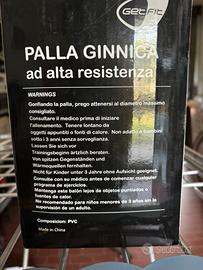 GetFit
PALLA GINNICA
ad alta resistenza
WARNINGS
Gonfiando la palla, prego attenersi al diametro massimo
consigliato.
Consultare il medico prima di iniziare
l'allenamento. Tenere lontano da
oggetti appuntiti o fonti di calore. Non adatto a bambini
sotto i 3 anni senza sorveglianza.
Lassen Sie sich vor
Trainingsbeginn ärztlich beraten.
Von spitzen Gegenständen und
Wärmequellen fernhalten.
Nicht für Kinder unter 3 Jahre ohne Aufsicht geeignet.
Consulte con su médico antes de comenzar cualquier
programa de ejercicios.
Mantenga este balón lejos de objetos puntiagudos o
fuentes de calor.
No recomendado para niños menores de 3 años sin la
supervisión de un adulto.
Composicion: PVC
Made in China